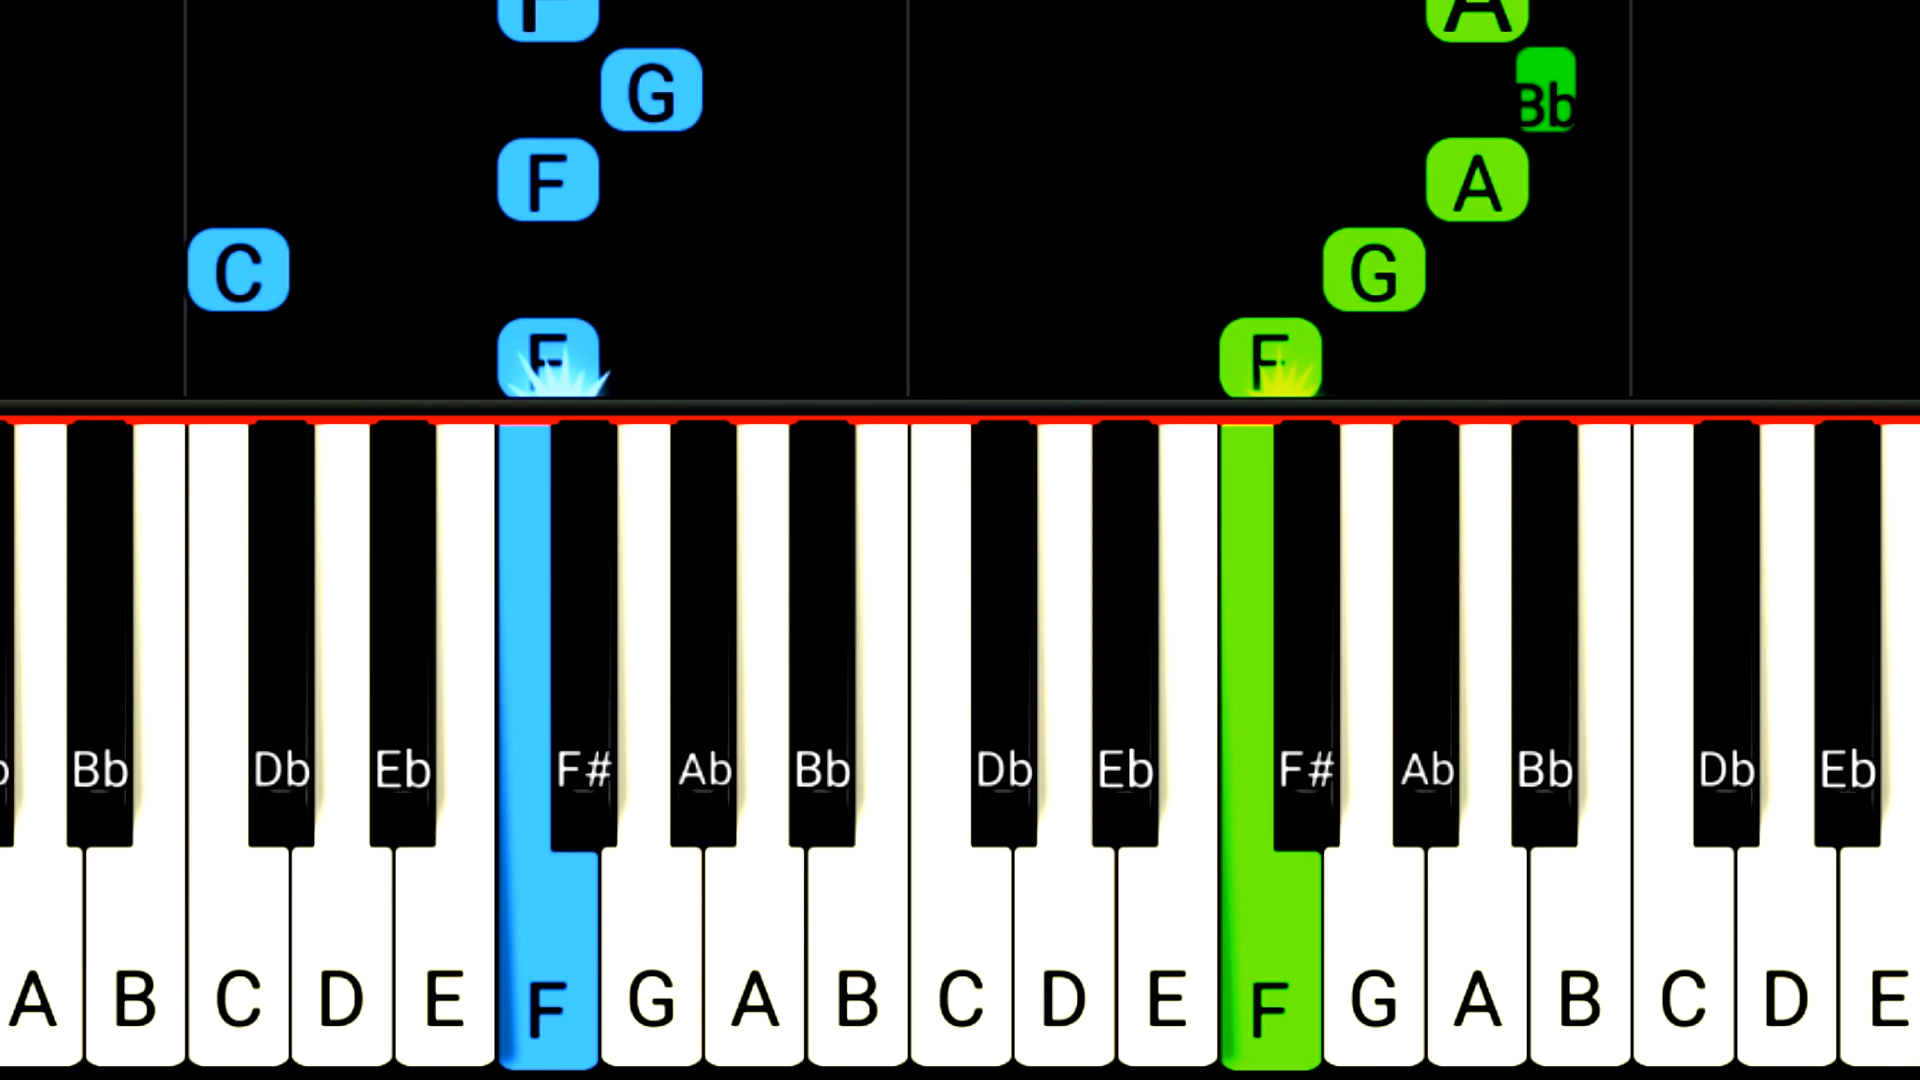 F A
G Bb
F A
C G
F F
Bb Db Eb F# Ab Bb Db Eb F# Ab Bb Db Eb
A B C D E F G A B C D E F G A B C D E